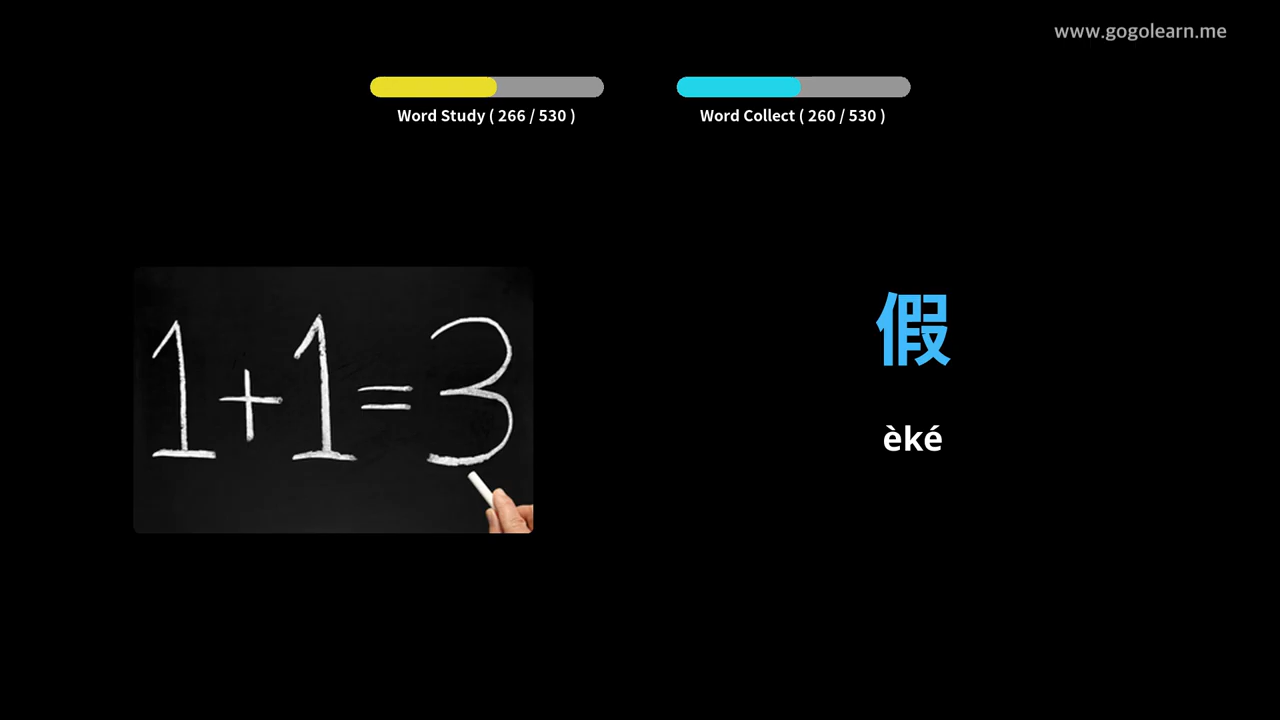 www.gogolearn.me
Word Study ( 266 / 530 )
Word Collect ( 260 / 530 )
1+1=3
假
èké